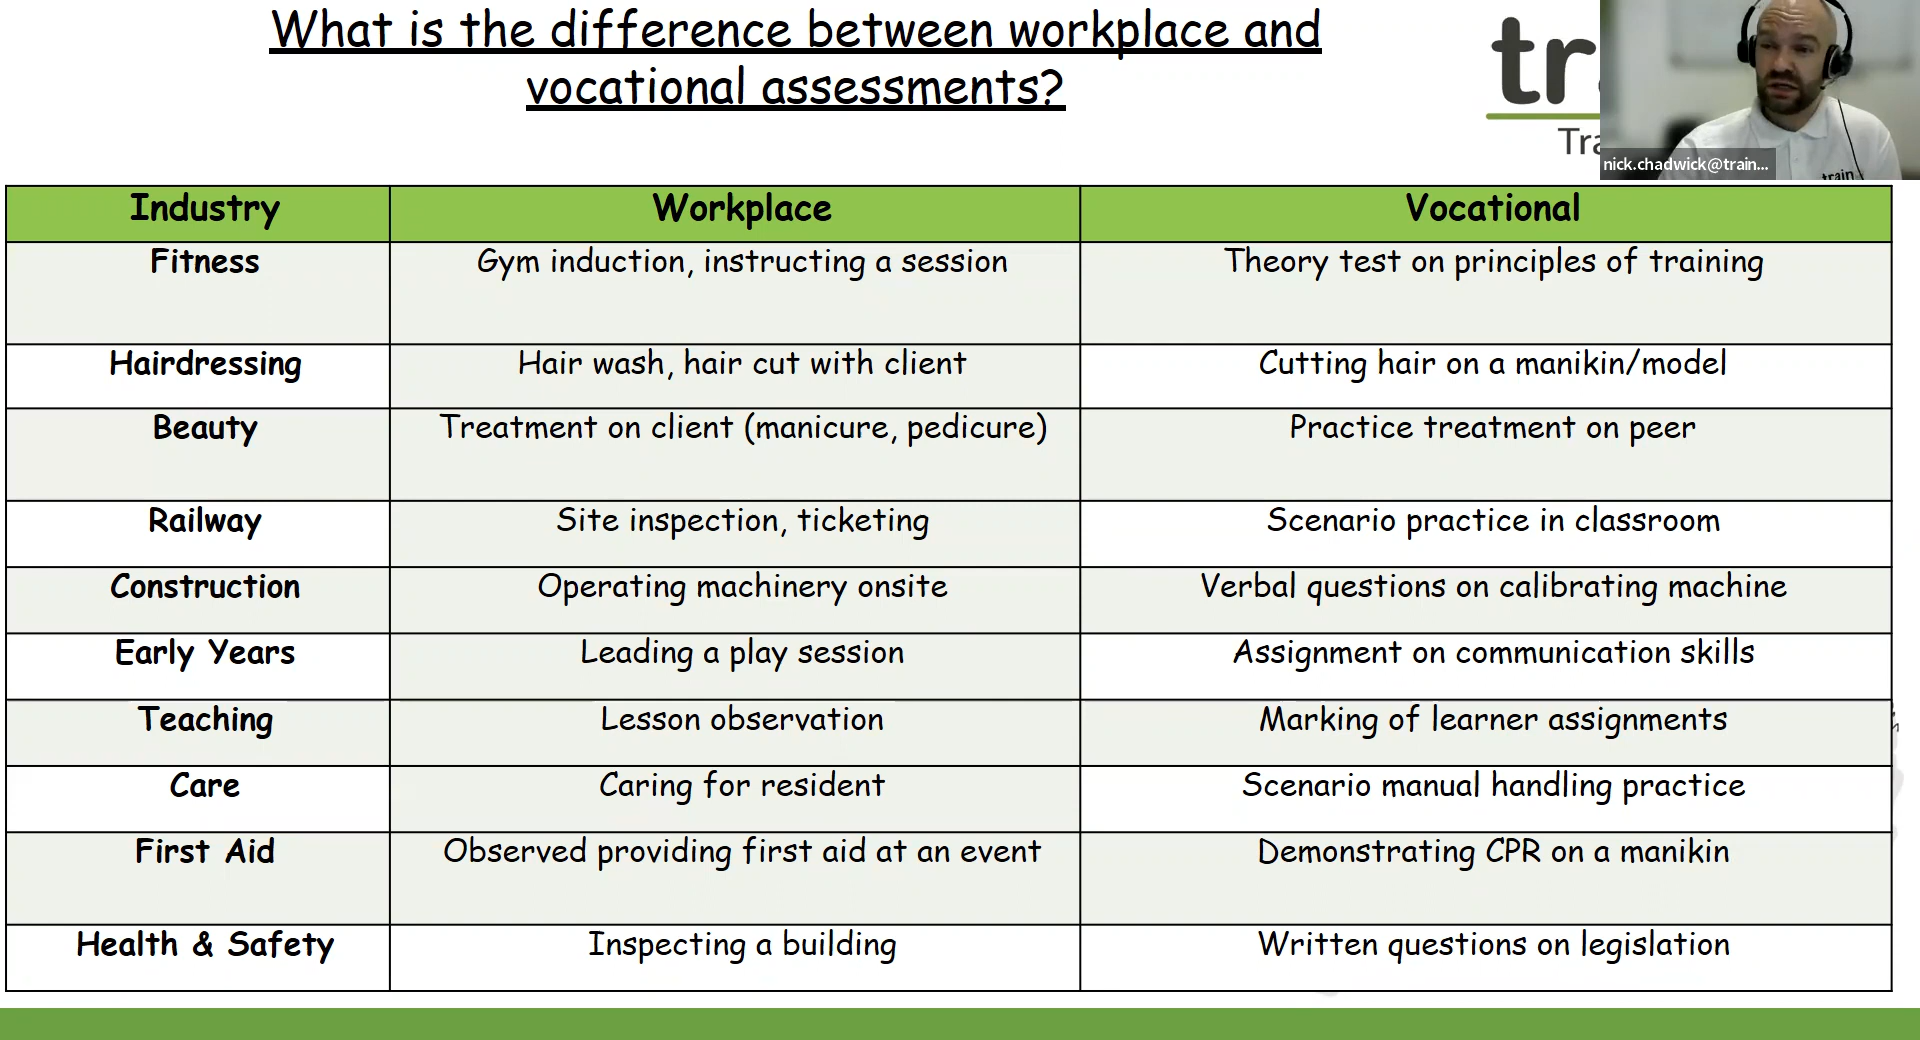 What is the difference between workplace and
vocational assessments?
nick.chadwick@train...
train
Industry Workplace Vocational
Fitness Gym induction, instructing a session Theory test on principles of training
Hairdressing Hair wash, hair cut with client Cutting hair on a manikin/model
Beauty Treatment on client (manicure, pedicure) Practice treatment on peer
Railway Site inspection, ticketing Scenario practice in classroom
Construction Operating machinery onsite Verbal questions on calibrating machine
Early Years Leading a play session Assignment on communication skills
Teaching Lesson observation Marking of learner assignments
Care Caring for resident Scenario manual handling practice
First Aid Observed providing first aid at an event Demonstrating CPR on a manikin
Health & Safety Inspecting a building Written questions on legislation